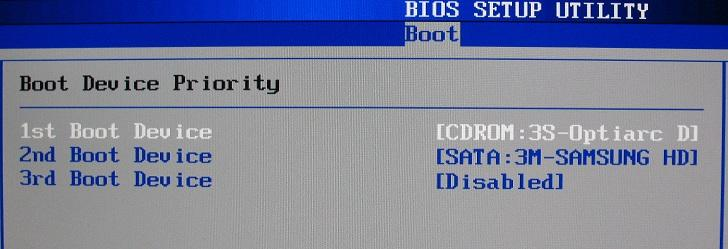 BIOS SETUP UTILITY
Boot
Boot Device Priority
1st Boot Device [CDROM:3S-Optiarc D]
2nd Boot Device [SATA:3M-SAMSUNG HD]
3rd Boot Device [Disabled]